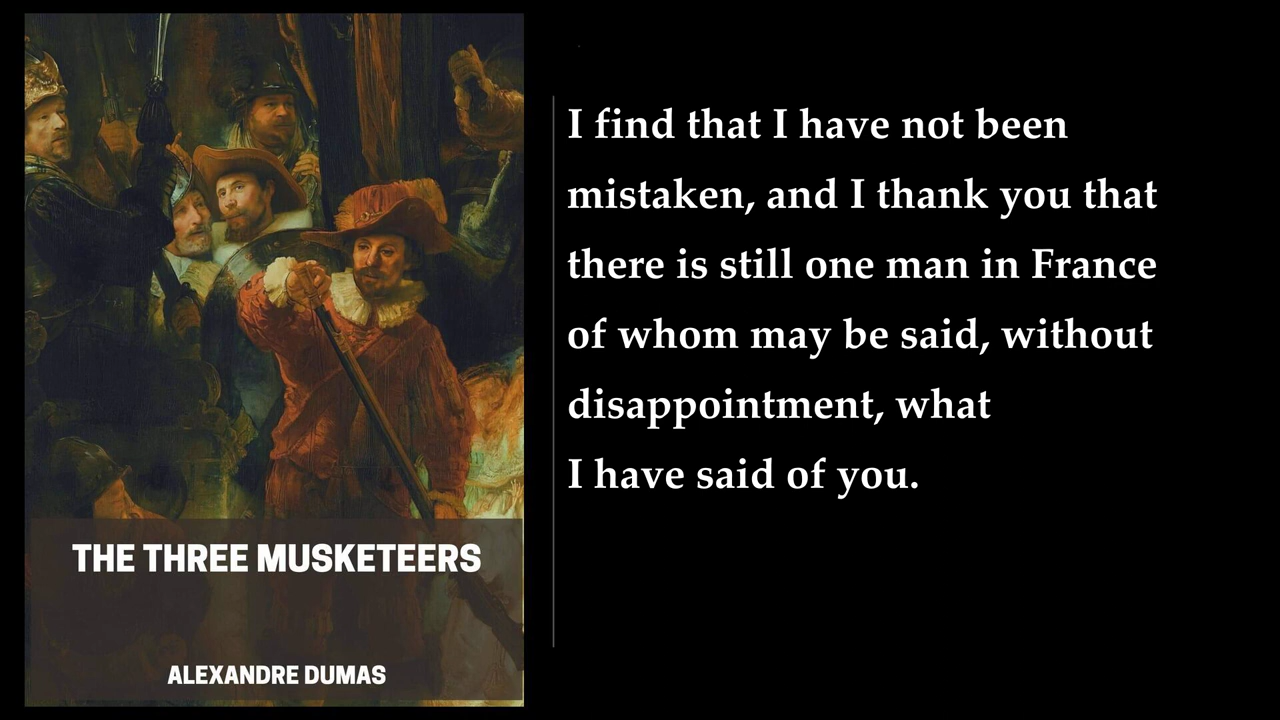 THE THREE MUSKETEERS
ALEXANDRE DUMAS
I find that I have not been
mistaken, and I thank you that
there is still one man in France
of whom may be said, without
disappointment, what
I have said of you.